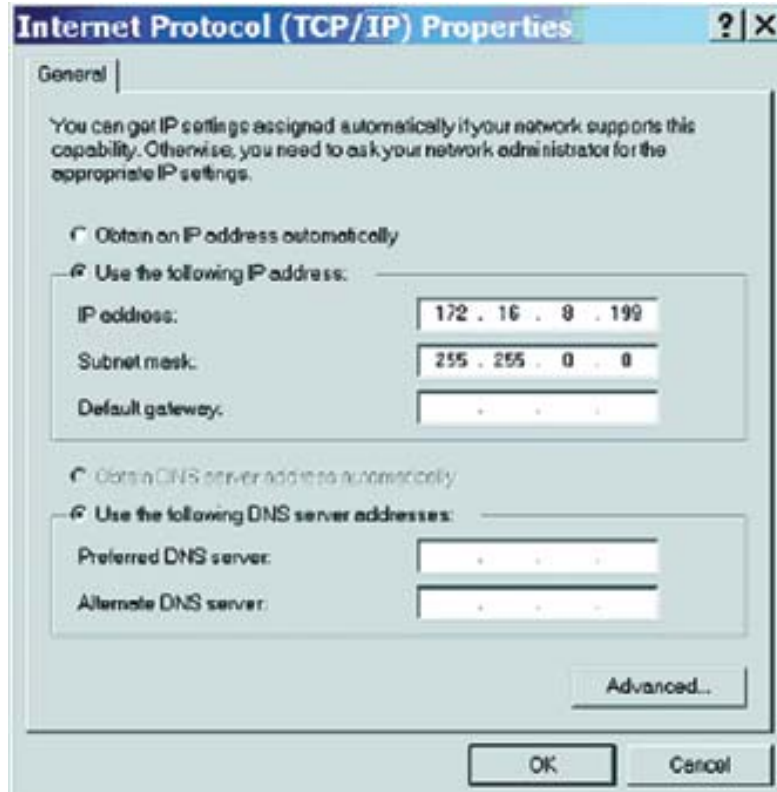 Internet Protocol (TCP/IP) Properties ? X
General
You can get IP settings assigned automatically if your network supports this
capability. Otherwise, you need to ask your network administrator for the
appropriate IP settings.
Obtain an IP address automatically
Use the following IP address:
IP address: 172 . 16 . 8 . 199
Subnet mask: 255 . 255 . 0 . 0
Default gateway: . . .
Obtain DNS server address automatically
Use the following DNS server addresses:
Preferred DNS server: . . .
Alternate DNS server: . . .
Advanced...
OK Cancel